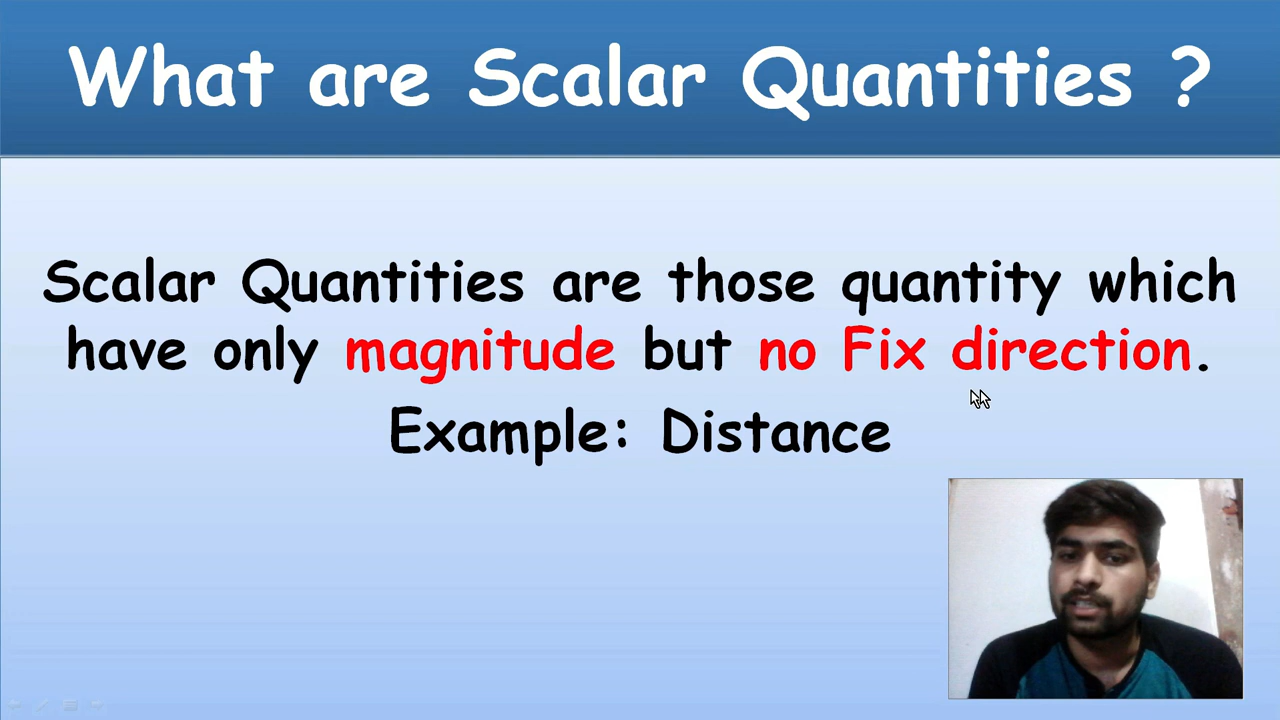 What are Scalar Quantities ?
Scalar Quantities are those quantity which
have only magnitude but no Fix direction.
Example: Distance